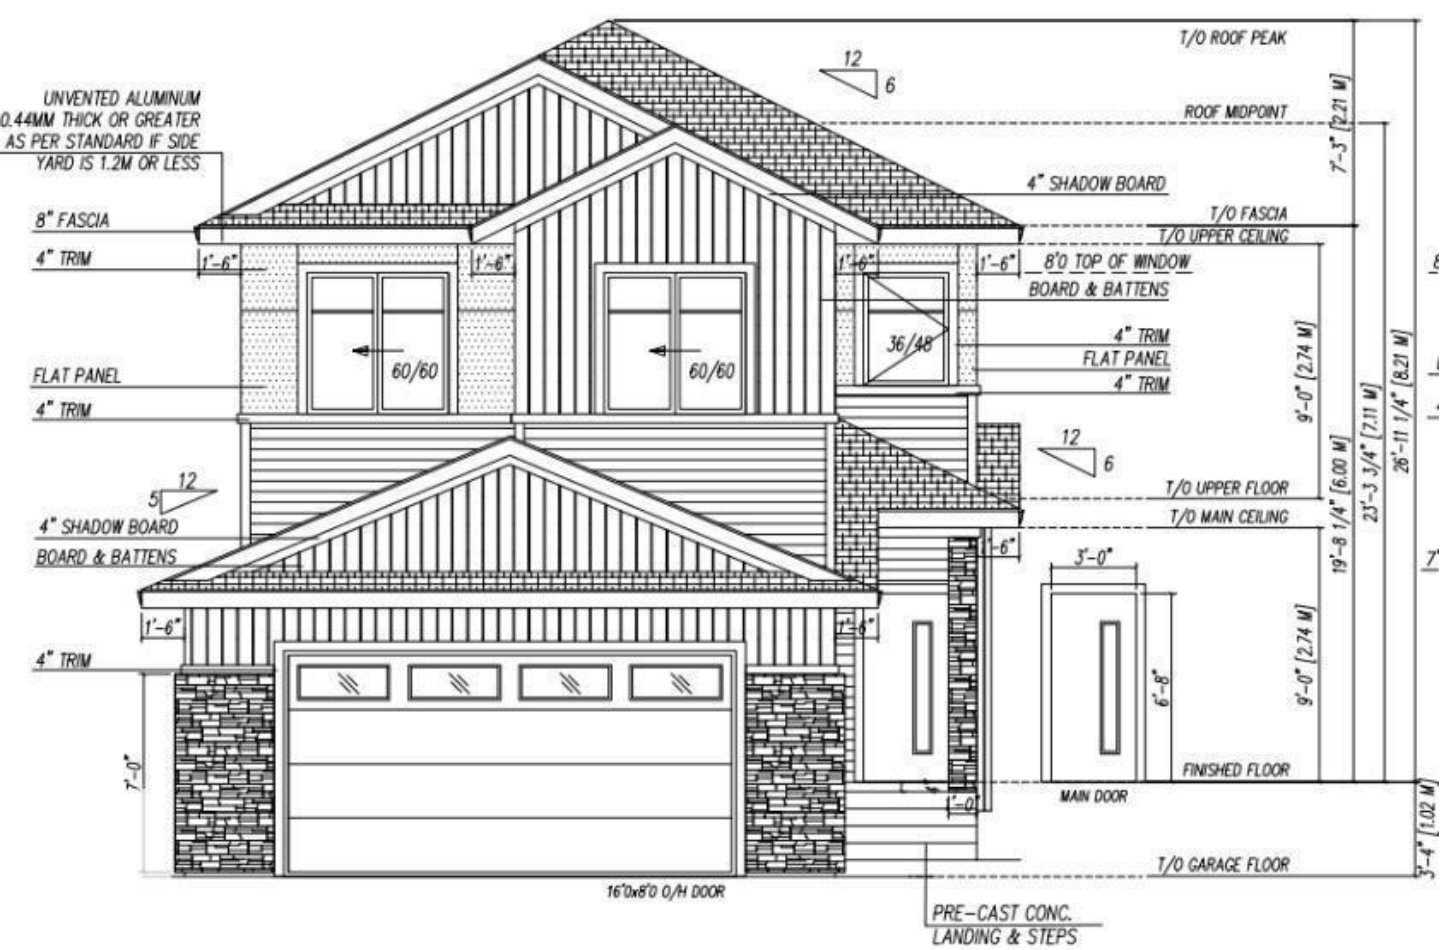 T/O ROOF PEAK
12
6
UNVENTED ALUMINUM
0.44MM THICK OR GREATER
AS PER STANDARD IF SIDE
YARD IS 1.2M OR LESS
7'-3" [2.21 M]
ROOF MIDPOINT
4" SHADOW BOARD
8" FASCIA
T/O FASCIA
T/O UPPER CEILING
4" TRIM
1'-6"
1'-6"
1'-6"
1'-6"
8'0 TOP OF WINDOW
BOARD & BATTENS
4" TRIM
36/48
FLAT PANEL
60/60
60/60
4" TRIM
FLAT PANEL
4" TRIM
9'-0" [2.74 M]
26'-11 1/4" [8.21 M]
23'-3 3/4" [7.11 M]
19'-8 1/4" [6.00 M]
12
6
12
5
T/O UPPER FLOOR
T/O MAIN CEILING
4" SHADOW BOARD
BOARD & BATTENS
1'-6"
3'-0"
1'-6"
1'-6"
9'-0" [2.74 M]
4" TRIM
6'-8"
7'-0"
FINISHED FLOOR
MAIN DOOR
1'-0"
3'-4" [1.02 M]
T/O GARAGE FLOOR
16'0x8'0 O/H DOOR
PRE-CAST CONC.
LANDING & STEPS